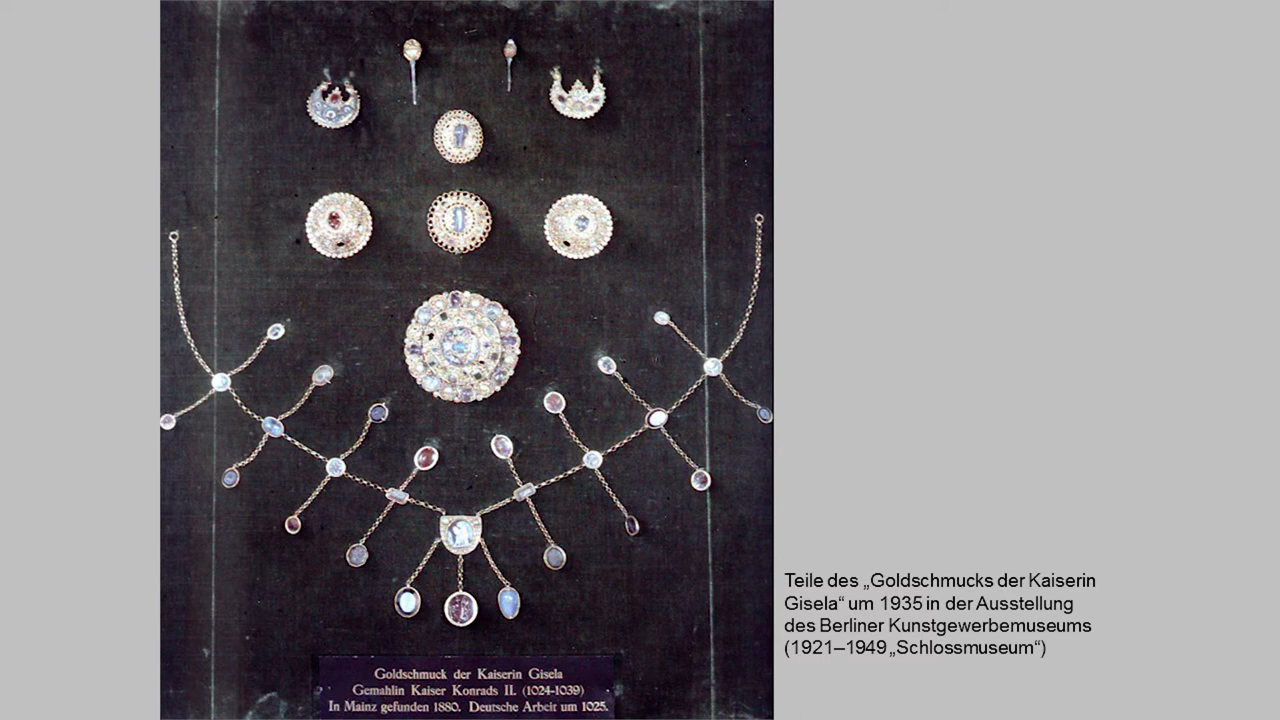 Goldschmuck der Kaiserin Gisela
Gemahlin Kaiser Konrads II. (1024-1039)
In Mainz gefunden 1880. Deutsche Arbeit um 1025.
Teile des „Goldschmucks der Kaiserin
Gisela“ um 1935 in der Ausstellung
des Berliner Kunstgewerbemuseums
(1921–1949 „Schlossmuseum“)